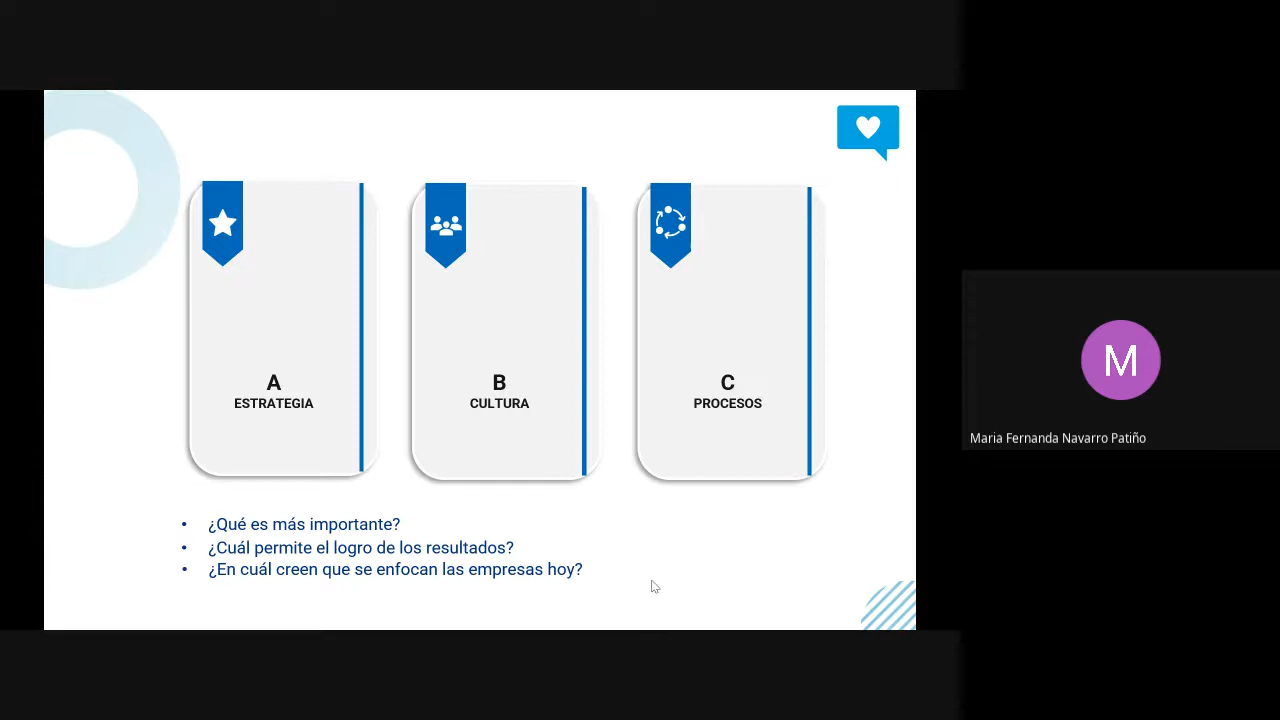 A
ESTRATEGIA
B
CULTURA
C
PROCESOS
• ¿Qué es más importante?
• ¿Cuál permite el logro de los resultados?
• ¿En cuál creen que se enfocan las empresas hoy?
M
Maria Fernanda Navarro Patiño